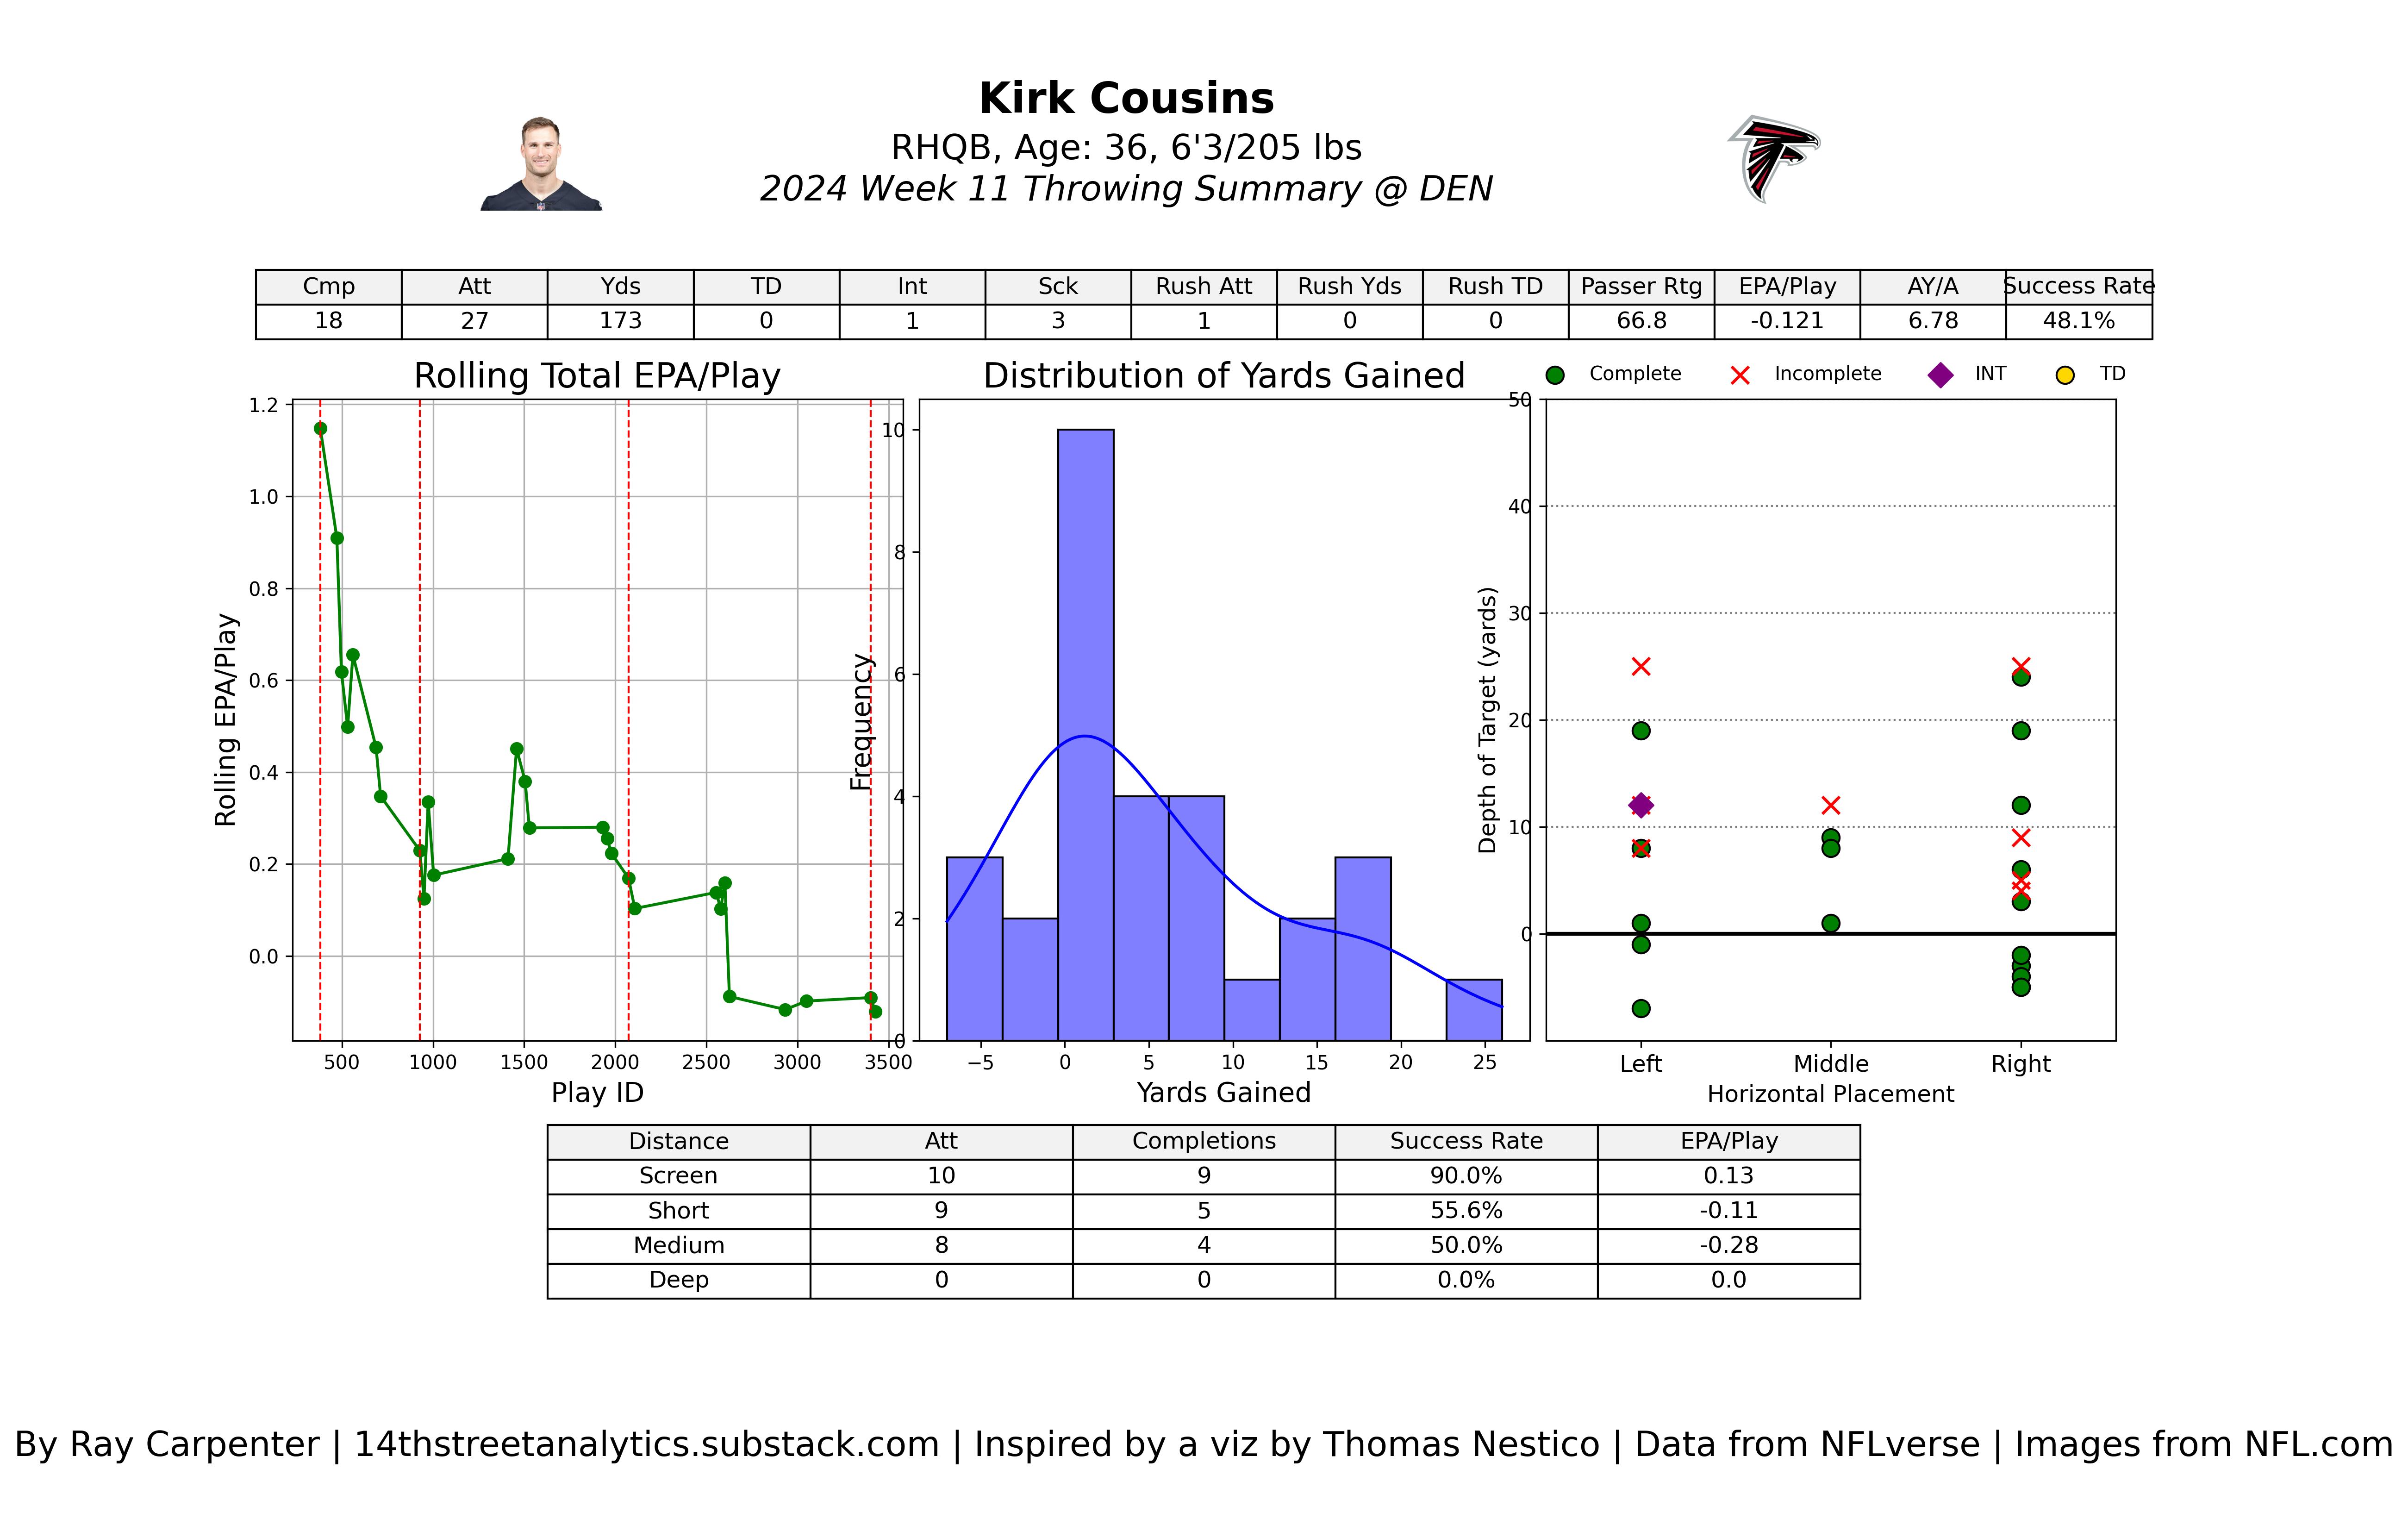 Kirk Cousins
RHQB, Age: 36, 6'3/205 lbs
2024 Week 11 Throwing Summary @ DEN
Cmp Att Yds TD Int Sck Rush Att Rush Yds Rush TD Passer Rtg EPA/Play AY/A Success Rate
18 27 173 0 1 3 1 0 0 66.8 -0.121 6.78 48.1%
Rolling Total EPA/Play
1.2
1.0
0.8
0.6
0.4
0.2
0.0
Rolling EPA/Play
500 1000 1500 2000 2500 3000 3500
Play ID
Distribution of Yards Gained
10
8
6
4
2
0
Frequency
−5 0 5 10 15 20 25
Yards Gained
Complete Incomplete INT TD
50
40
30
20
10
0
Depth of Target (yards)
Left Middle Right
Horizontal Placement
Distance Att Completions Success Rate EPA/Play
Screen 10 9 90.0% 0.13
Short 9 5 55.6% -0.11
Medium 8 4 50.0% -0.28
Deep 0 0 0.0% 0.0
By Ray Carpenter | 14thstreetanalytics.substack.com | Inspired by a viz by Thomas Nestico | Data from NFLverse | Images from NFL.com